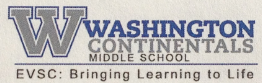 W WASHINGTON
CONTINENTALS
MIDDLE SCHOOL
EVSC: Bringing Learning to Life